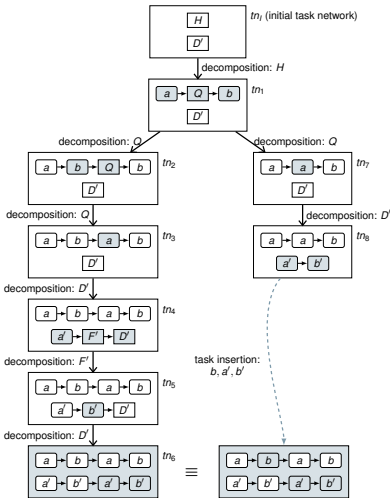 H
tn_I (initial task network)
D′
decomposition: H
a Q b
tn₁
D′
decomposition: Q
decomposition: Q
a b Q b
tn₂
D′
a a b
tn₇
D′
decomposition: Q
decomposition: D′
a b a b
tn₃
D′
a a b
tn₈
a′ b′
decomposition: D′
a b a b
tn₄
a′ F′ D′
decomposition: F′
task insertion:
b, a′, b′
a b a b
tn₅
a′ b′ D′
decomposition: D′
a b a b
tn₆
a′ b′ a′ b′
≡
a b a b
a′ b′ a′ b′